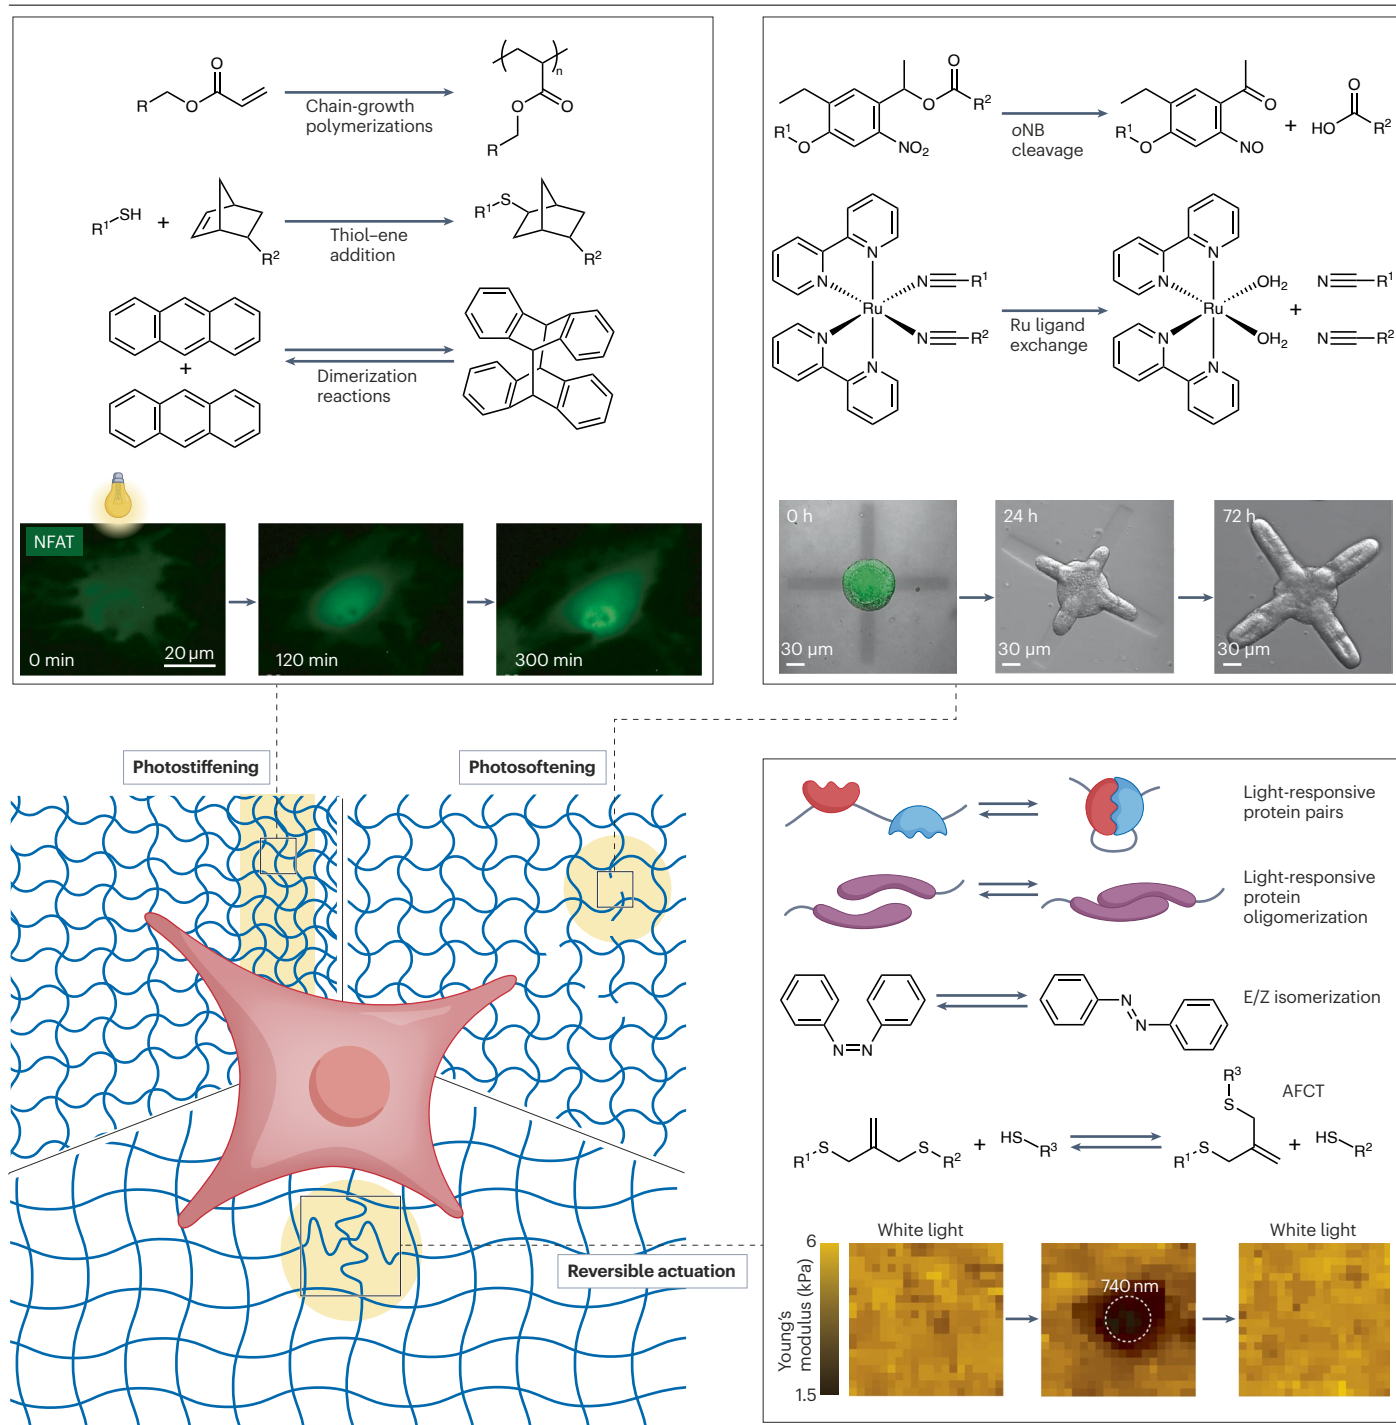 R
O
O
Chain-growth
polymerizations
( )n
O
O
R
R¹
SH
+
R²
Thiol–ene
addition
R¹
S
R²
+
Dimerization
reactions
NFAT
0 min
20 µm
120 min
300 min
O
O
R²
R¹
O
NO₂
oNB
cleavage
O
R¹
O
NO
+
O
HO
R²
N
N
Ru
N
N
N
R¹
N
R²
Ru ligand
exchange
N
N
Ru
N
N
OH₂
OH₂
+
N
R¹
N
R²
0 h
30 µm
24 h
30 µm
72 h
30 µm
Photostiffening
Photosoftening
Reversible actuation
Light-responsive
protein pairs
Light-responsive
protein
oligomerization
N=N
N
N
E/Z isomerization
R¹
S
S
R²
+
HS
R³
R³
S
R¹
S
+
HS
R²
AFCT
Young's
modulus (kPa)
6
1.5
White light
740 nm
White light